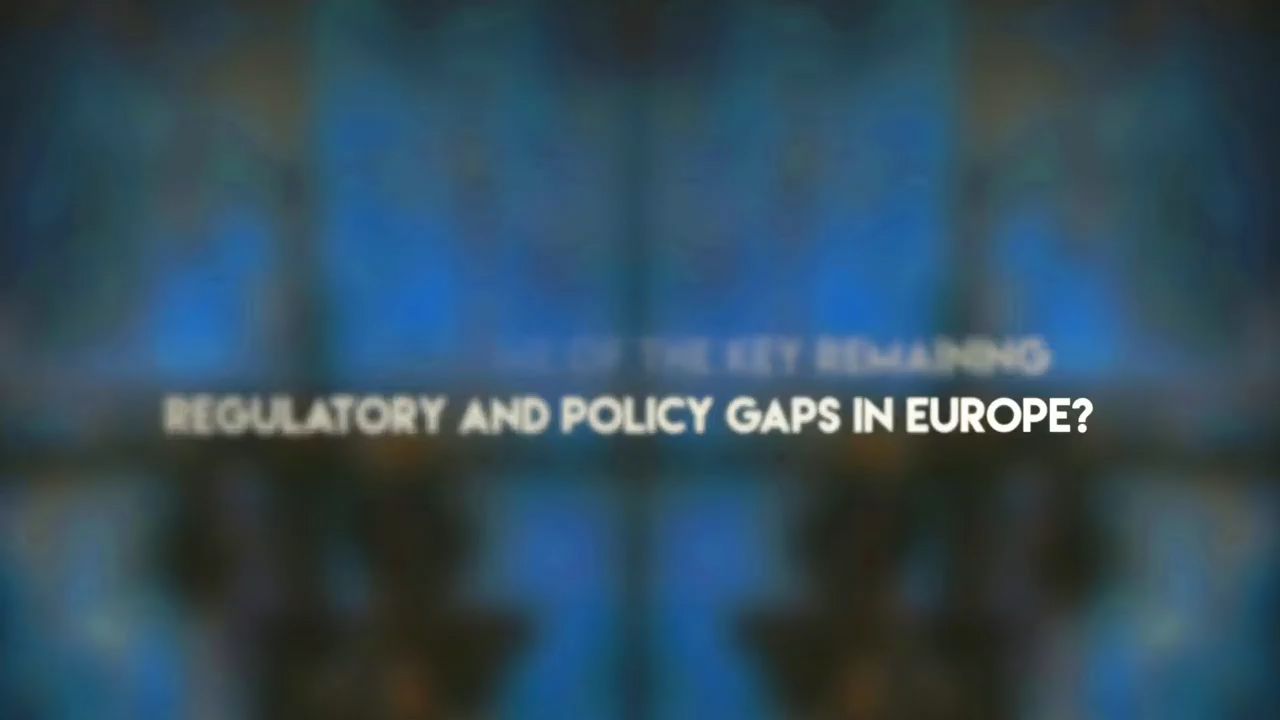 OF THE KEY REMAINING
REGULATORY AND POLICY GAPS IN EUROPE?